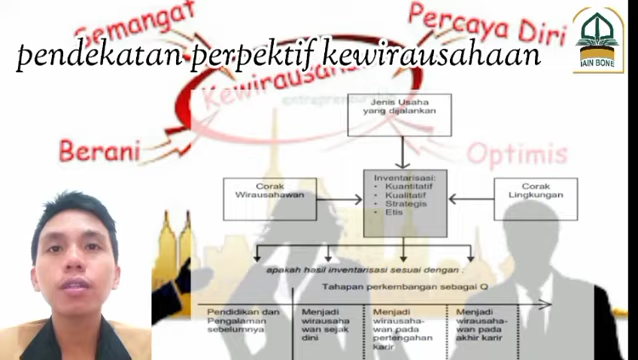 Semangat
Percaya Diri
pendekatan perpektif kewirausahaan
IAIN BONE
Kewirausahaan
Jenis Usaha
yang dijalankan
Berani
Optimis
Corak
Wirausahawan
Inventarisasi:
• Kuantitatif
• Kualitatif
• Strategis
• Etis
Corak
Lingkungan
apakah hasil inventarisasi sesuai dengan :
Tahapan perkembangan sebagai Q
Pendidikan dan
Pengalaman
sebelumnya
Menjadi
wirausaha
wan sejak
dini
Menjadi
wirausaha-
wan pada
pertengahan
karir
Menjadi
wirausaha-
wan pada
akhir karir